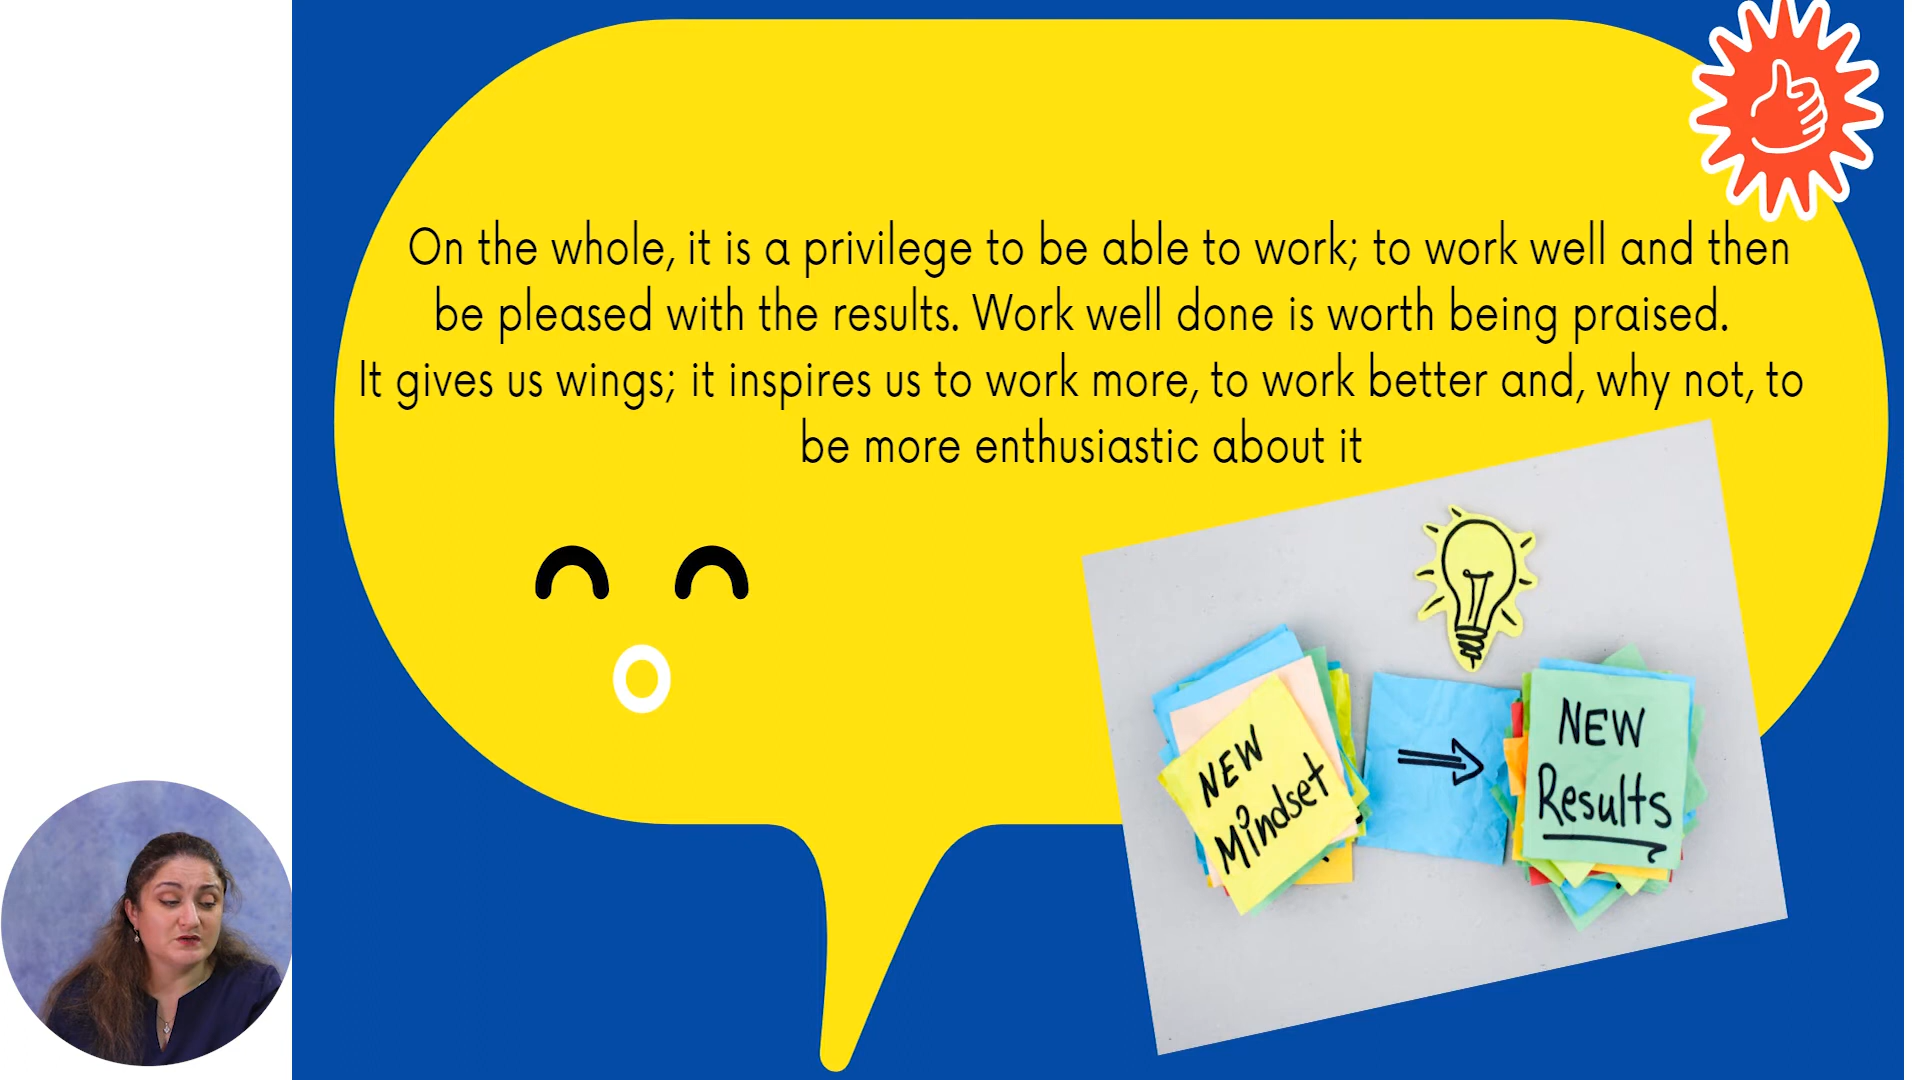 On the whole, it is a privilege to be able to work; to work well and then
be pleased with the results. Work well done is worth being praised.
It gives us wings; it inspires us to work more, to work better and, why not, to
be more enthusiastic about it
NEW
Mindset
NEW
Results